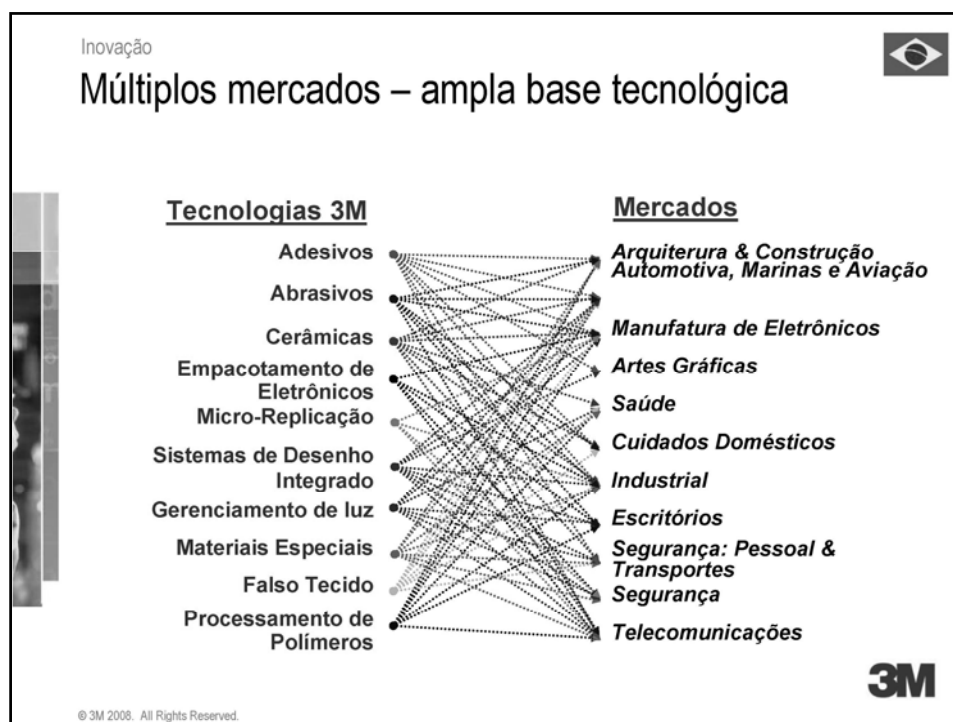 Inovação
Múltiplos mercados – ampla base tecnológica
Tecnologias 3M
Adesivos
Abrasivos
Cerâmicas
Empacotamento de
Eletrônicos
Micro-Replicação
Sistemas de Desenho
Integrado
Gerenciamento de luz
Materiais Especiais
Falso Tecido
Processamento de
Polímeros
Mercados
Arquiterura & Construção
Automotiva, Marinas e Aviação
Manufatura de Eletrônicos
Artes Gráficas
Saúde
Cuidados Domésticos
Industrial
Escritórios
Segurança: Pessoal &
Transportes
Segurança
Telecomunicações
3M
© 3M 2008. All Rights Reserved.